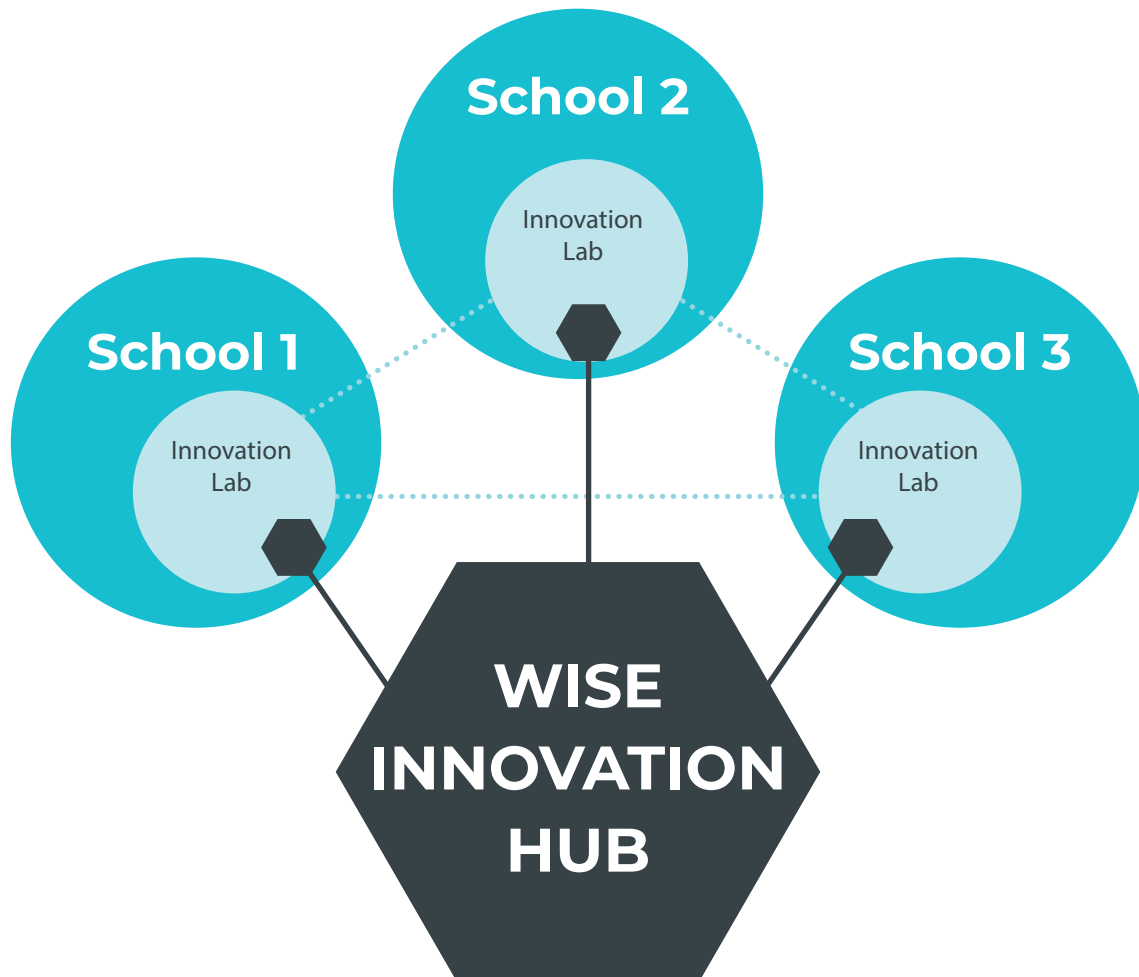 School 2
Innovation
Lab
School 1
Innovation
Lab
School 3
Innovation
Lab
WISE
INNOVATION
HUB